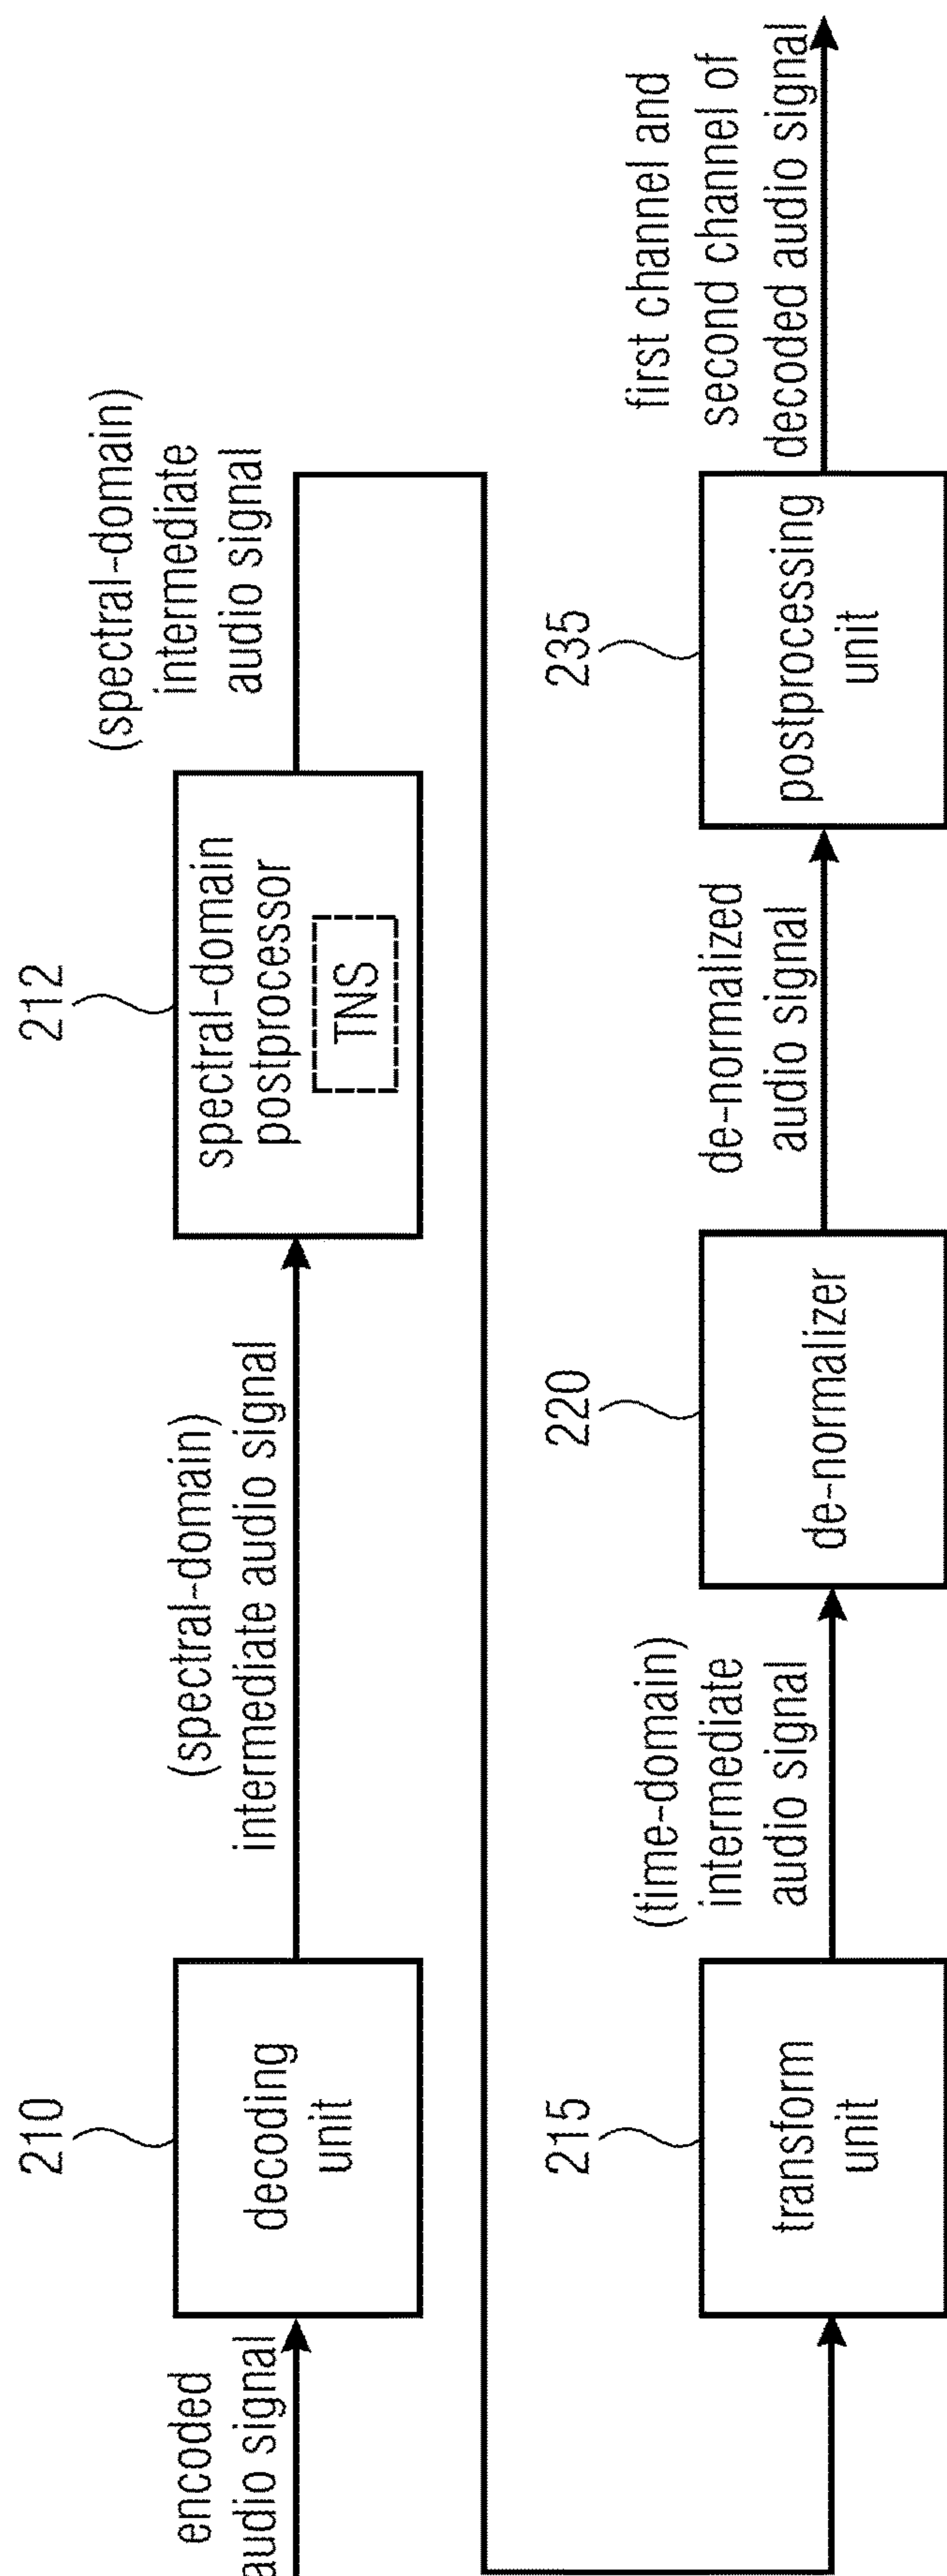 encoded
audio signal
210
decoding
unit
(spectral-domain)
intermediate audio signal
212
spectral-domain
postprocessor
TNS
(spectral-domain)
intermediate
audio signal
215
transform
unit
(time-domain)
intermediate
audio signal
220
de-normalizer
de-normalized
audio signal
235
postprocessing
unit
first channel and
second channel of
decoded audio signal